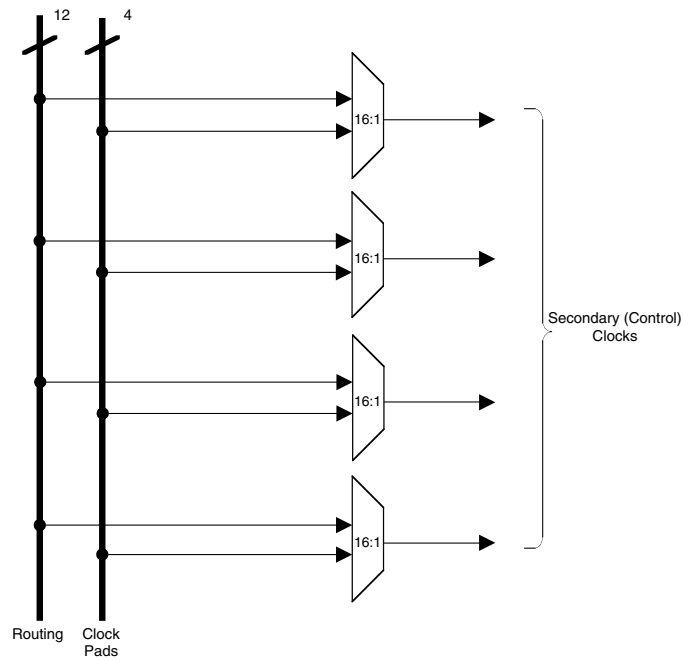 12
4
16:1
16:1
16:1
16:1
Secondary (Control)
Clocks
Routing
Clock
Pads